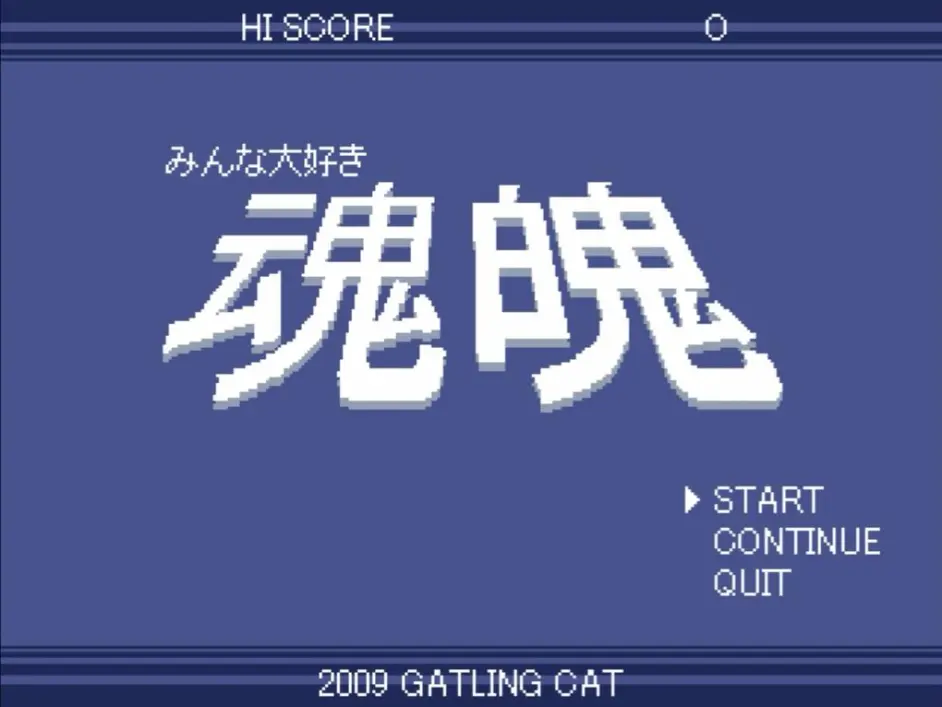 HI SCORE 0
みんな大好き
魂魄
START
CONTINUE
QUIT
2009 GATLING CAT